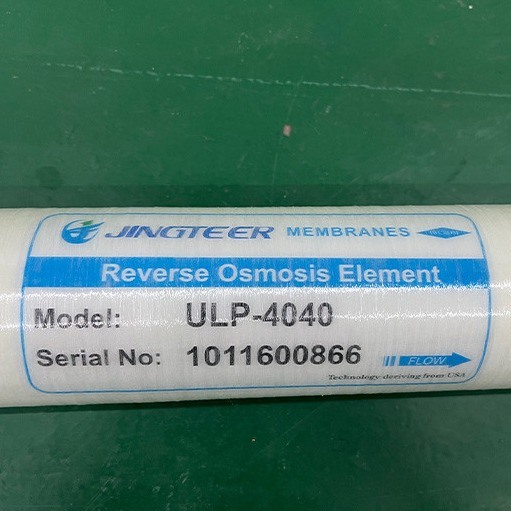 JINGTEER MEMBRANES
Reverse Osmosis Element
Model: ULP-4040
Serial No: 1011600866
FLOW
Technology deriving from USA